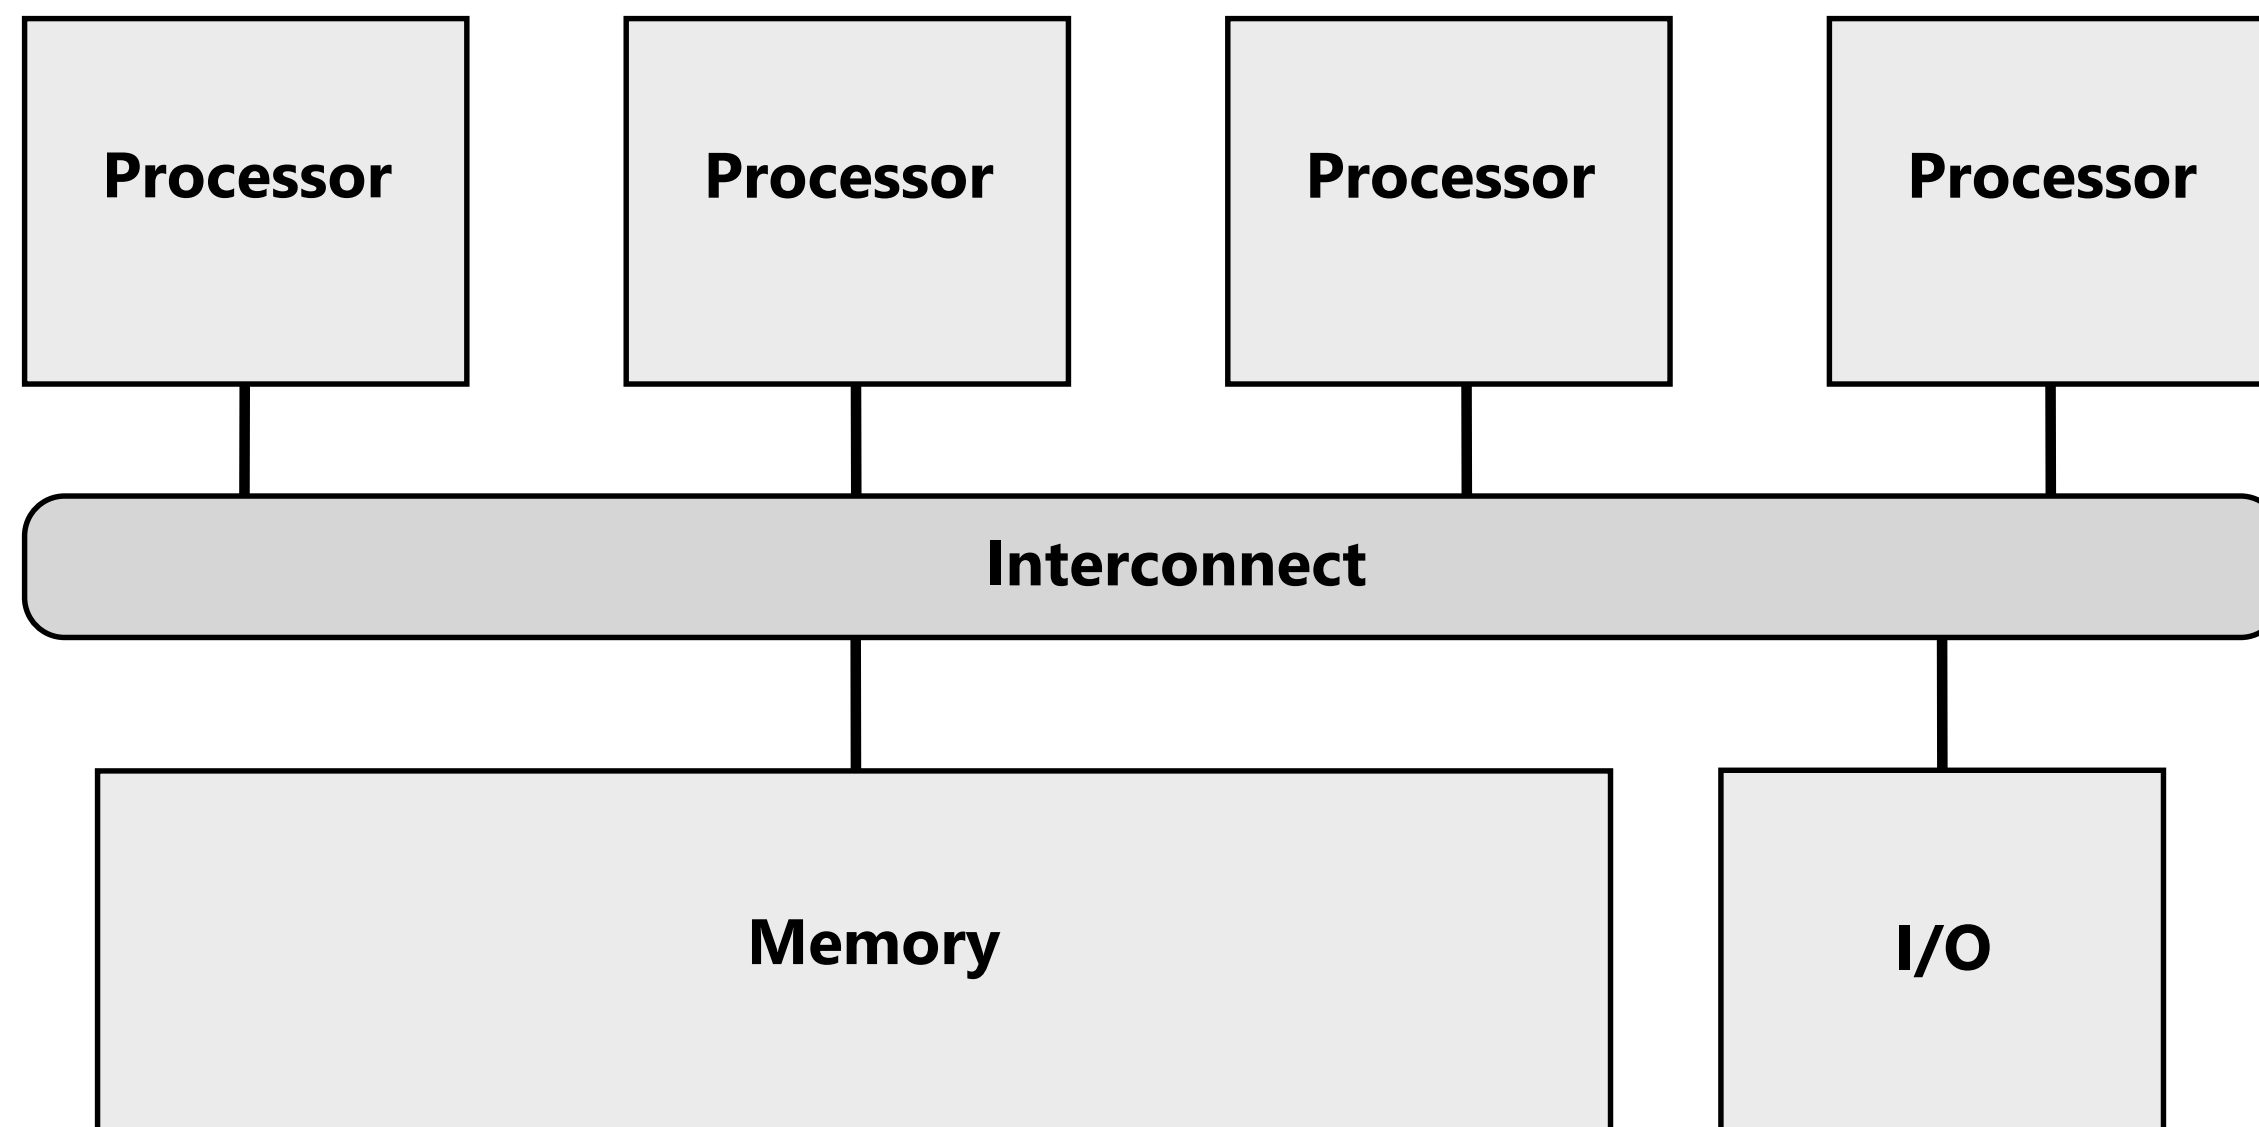 Processor
Processor
Processor
Processor
Interconnect
Memory
I/O